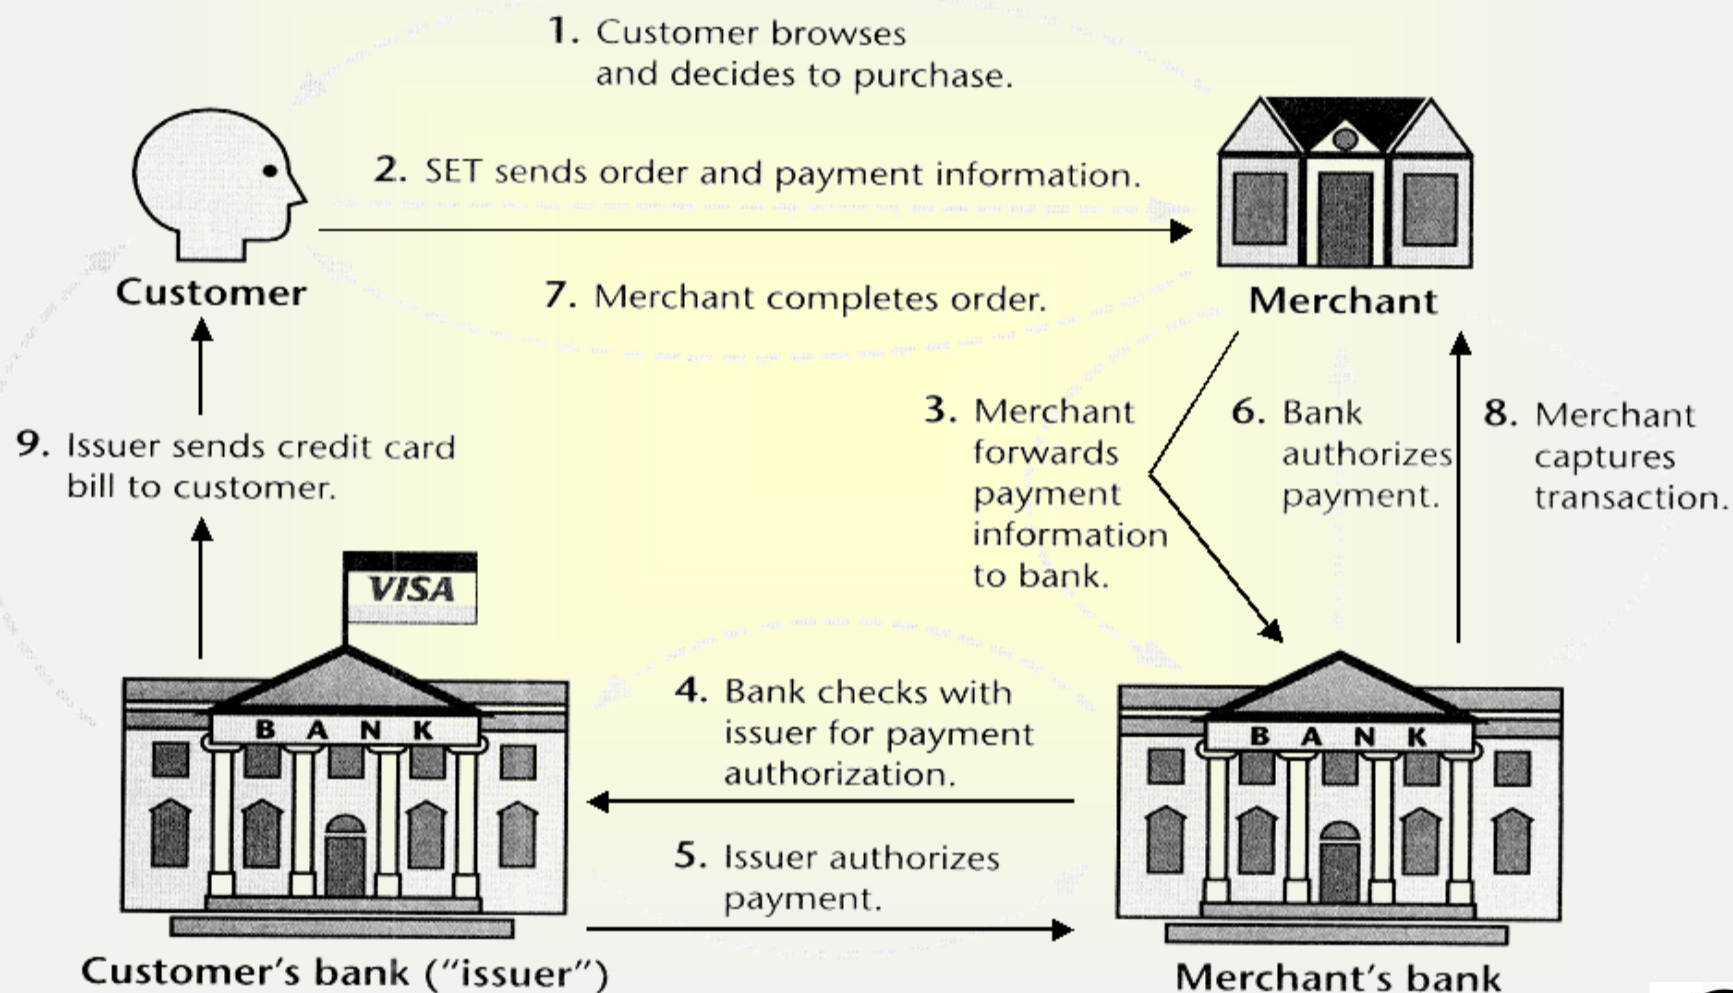 1. Customer browses
and decides to purchase.
2. SET sends order and payment information.
Customer
7. Merchant completes order.
Merchant
3. Merchant
forwards
payment
information
to bank.
6. Bank
authorizes
payment.
8. Merchant
captures
transaction.
9. Issuer sends credit card
bill to customer.
VISA
BANK
4. Bank checks with
issuer for payment
authorization.
BANK
5. Issuer authorizes
payment.
Customer's bank ("issuer")
Merchant's bank